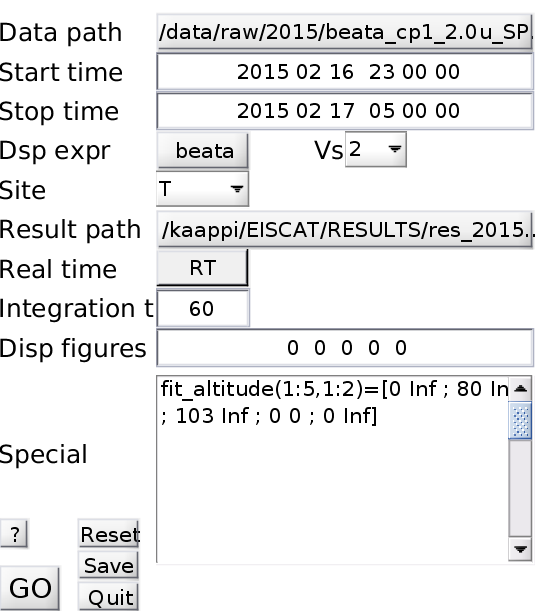 Data path /data/raw/2015/beata_cp1_2.0u_SP.
Start time 2015 02 16 23 00 00
Stop time 2015 02 17 05 00 00
Dsp expr beata Vs 2
Site T
Result path /kaappi/EISCAT/RESULTS/res_2015..
Real time RT
Integration t 60
Disp figures 0 0 0 0 0
fit_altitude(1:5,1:2)=[0 Inf ; 80 In
; 103 Inf ; 0 0 ; 0 Inf]
Special
? Reset
Save
GO
Quit